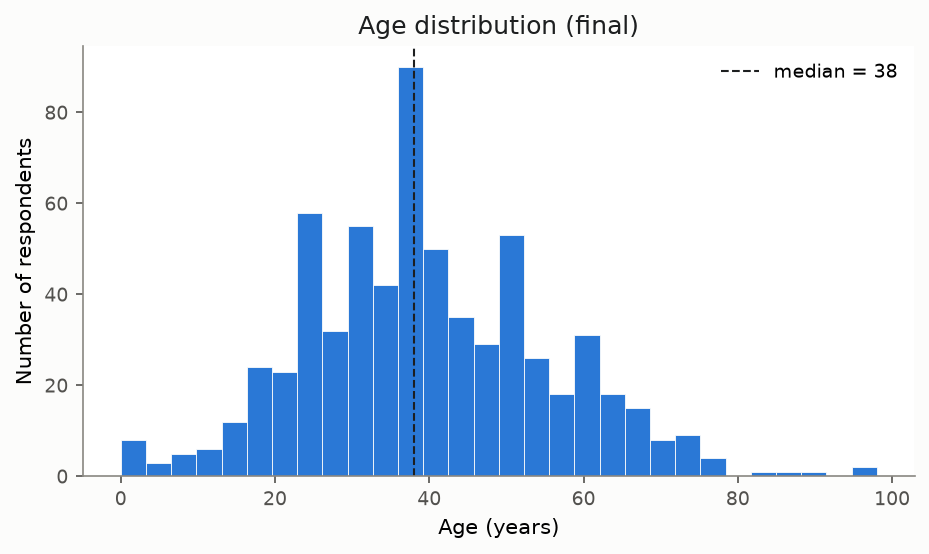 Age distribution (final)
median = 38
Number of respondents
80
60
40
20
0
0 20 40 60 80 100
Age (years)